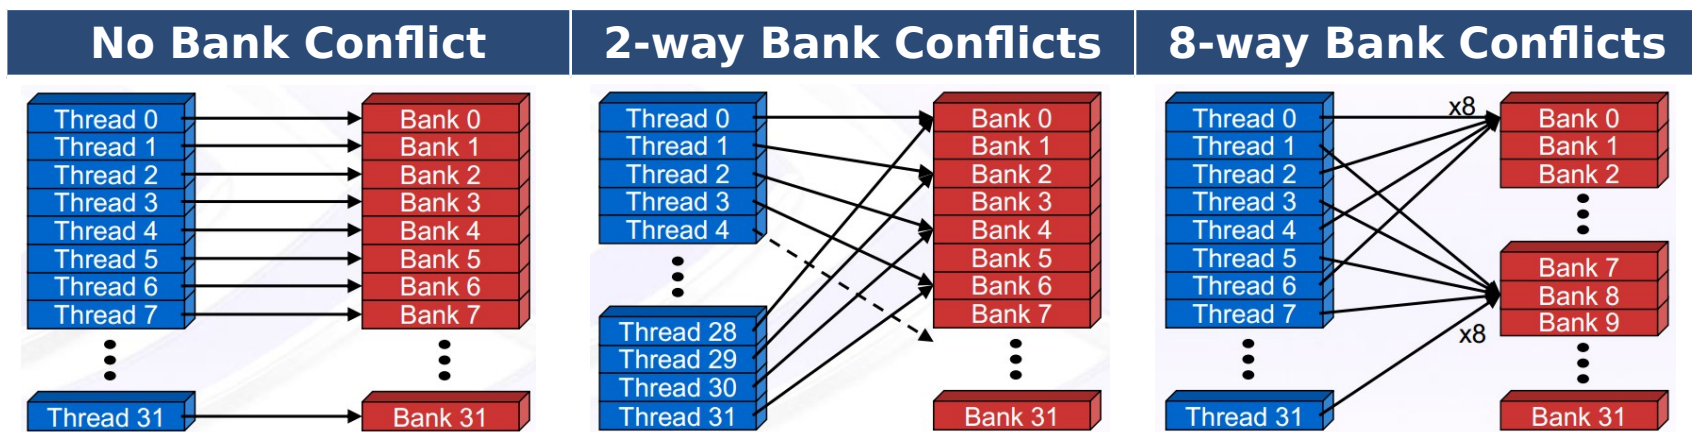 No Bank Conflict
2-way Bank Conflicts
8-way Bank Conflicts
Thread 0
Thread 1
Thread 2
Thread 3
Thread 4
Thread 5
Thread 6
Thread 7
Thread 31
Bank 0
Bank 1
Bank 2
Bank 3
Bank 4
Bank 5
Bank 6
Bank 7
Bank 31
Thread 0
Thread 1
Thread 2
Thread 3
Thread 4
Thread 28
Thread 29
Thread 30
Thread 31
Bank 0
Bank 1
Bank 2
Bank 3
Bank 4
Bank 5
Bank 6
Bank 7
Bank 31
Thread 0
Thread 1
Thread 2
Thread 3
Thread 4
Thread 5
Thread 6
Thread 7
Thread 31
x8
x8
Bank 0
Bank 1
Bank 2
Bank 7
Bank 8
Bank 9
Bank 31